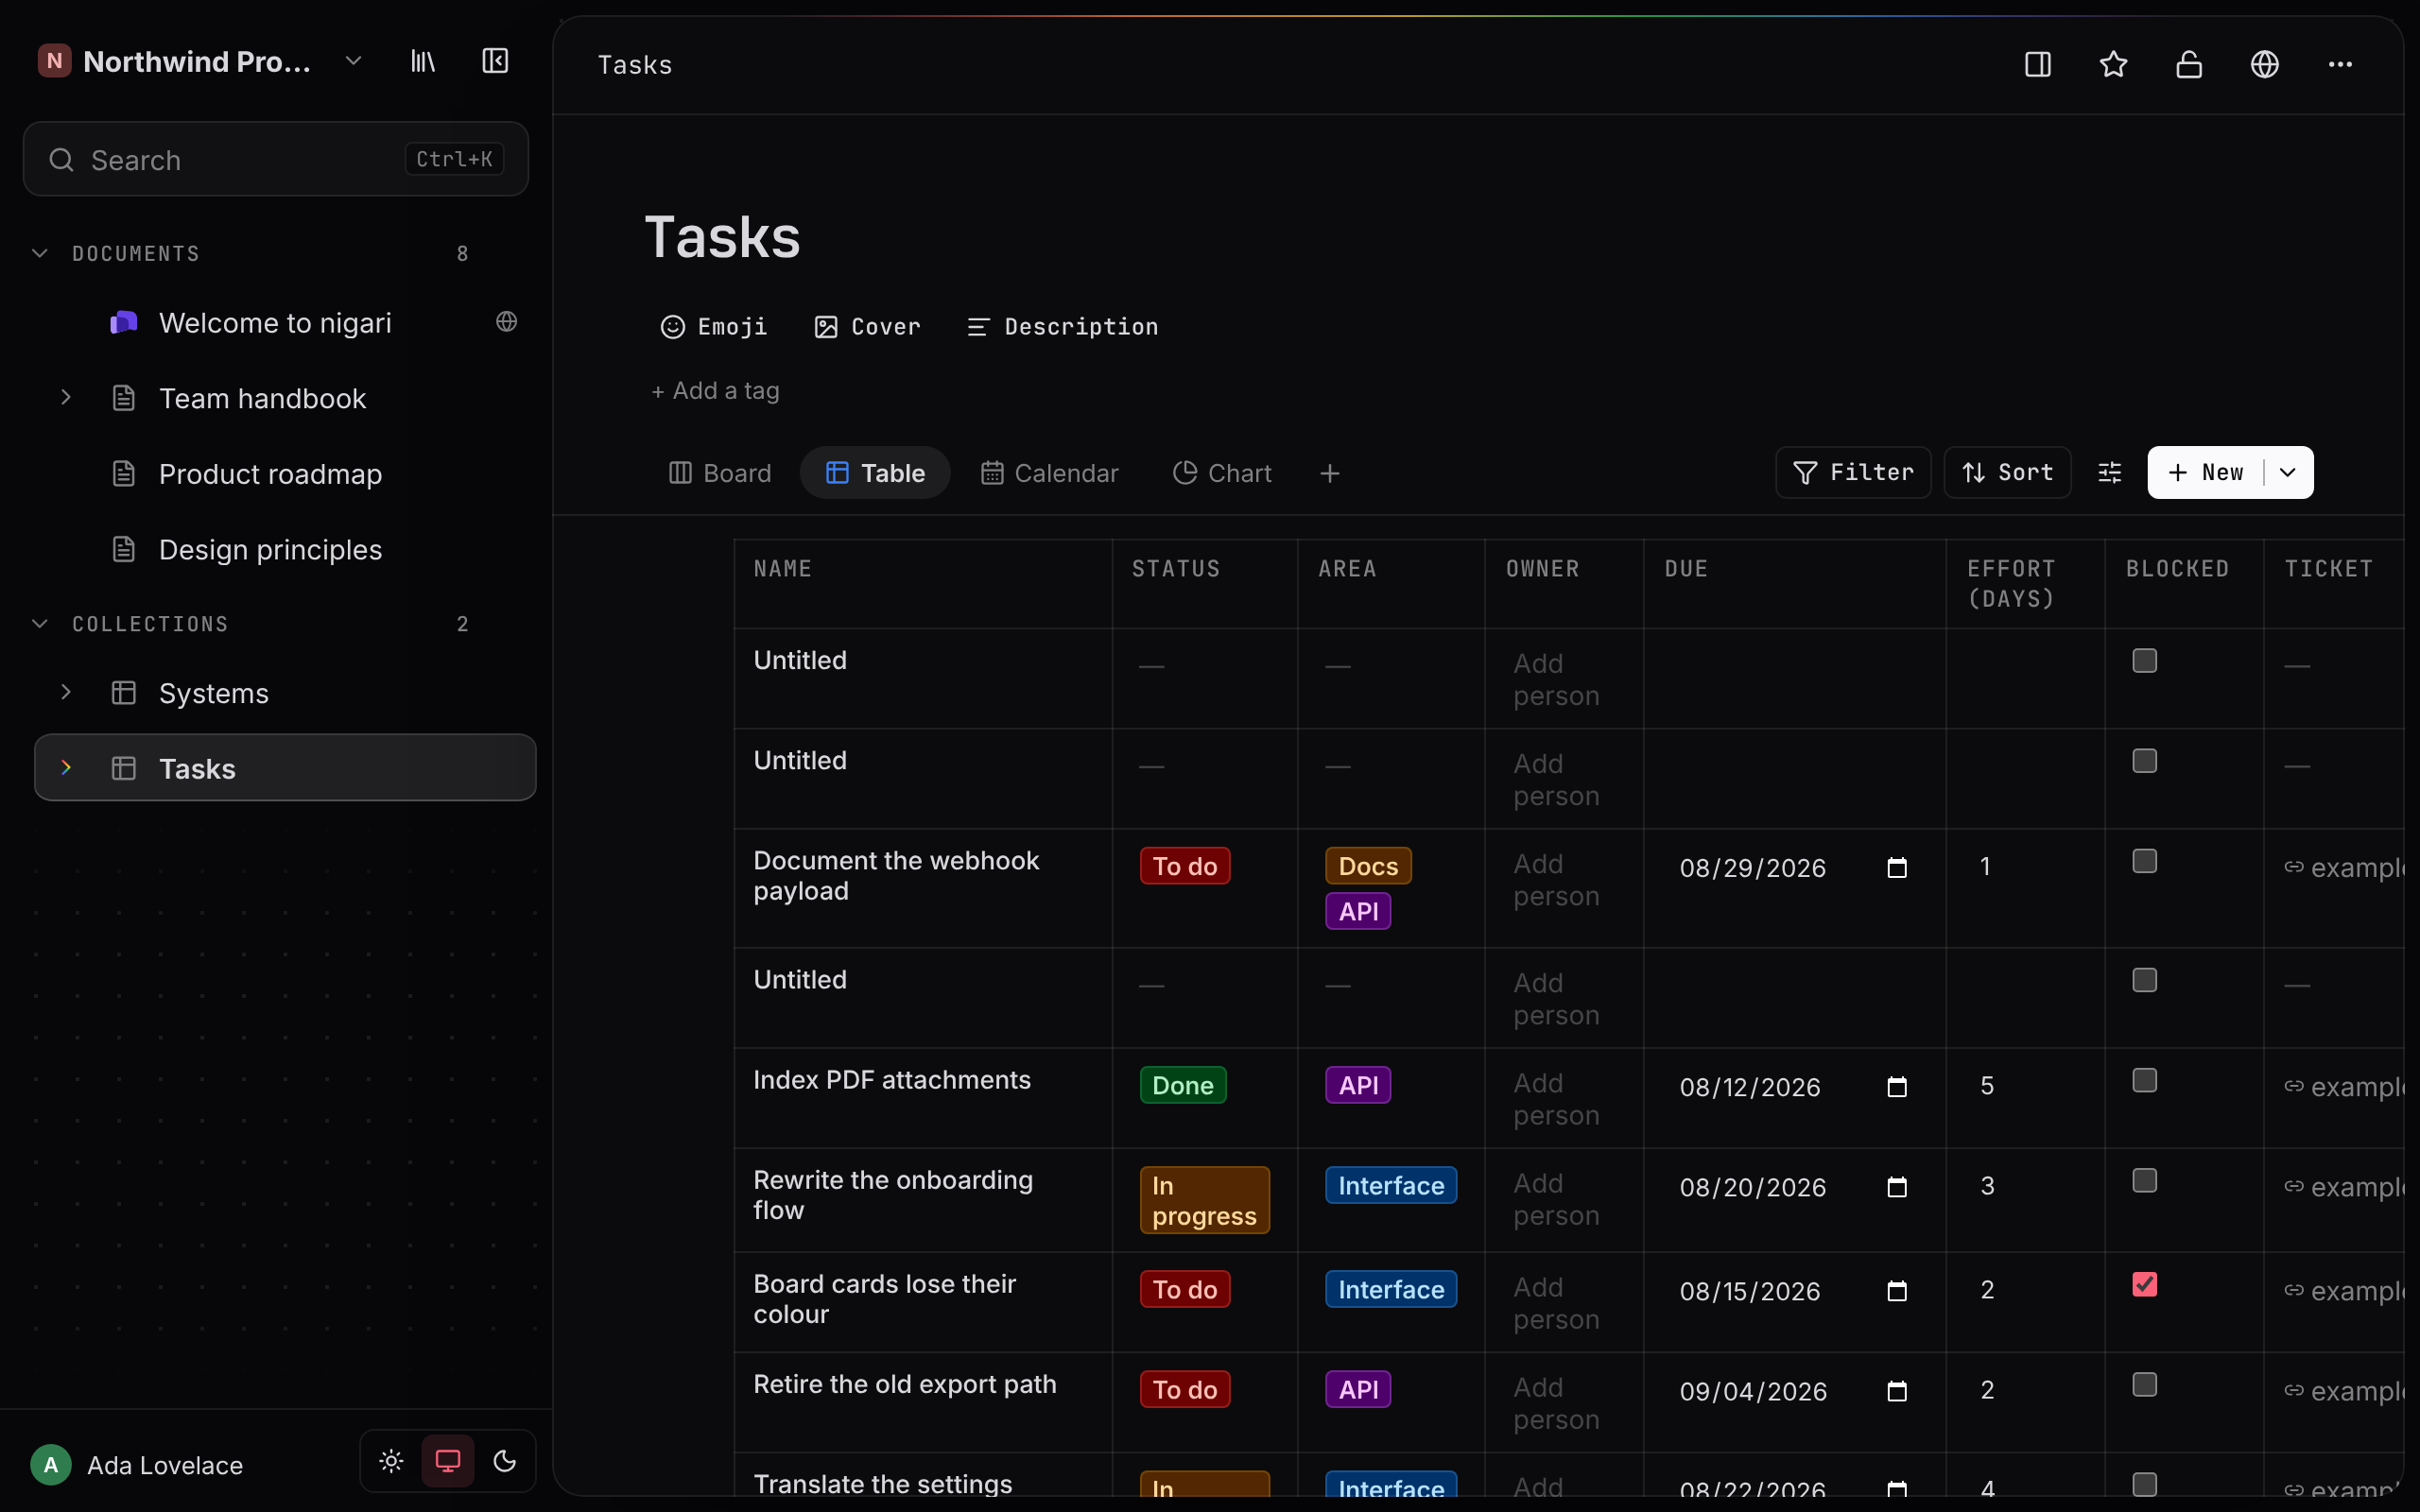 N Northwind Pro...
Search Ctrl+K
DOCUMENTS 8
Welcome to nigari
Team handbook
Product roadmap
Design principles
COLLECTIONS 2
Systems
Tasks
A Ada Lovelace
Tasks
Tasks
Emoji Cover Description
+ Add a tag
Board Table Calendar Chart +
Filter Sort + New
NAME STATUS AREA OWNER DUE EFFORT (DAYS) BLOCKED TICKET
Untitled — — Add person —
Untitled — — Add person —
Document the webhook payload To do Docs API Add person 08/29/2026 1
Untitled — — Add person —
Index PDF attachments Done API Add person 08/12/2026 5
Rewrite the onboarding flow In progress Interface Add person 08/20/2026 3
Board cards lose their colour To do Interface Add person 08/15/2026 2
Retire the old export path To do API Add person 09/04/2026 2
Translate the settings In Interface Add 08/22/2026 4